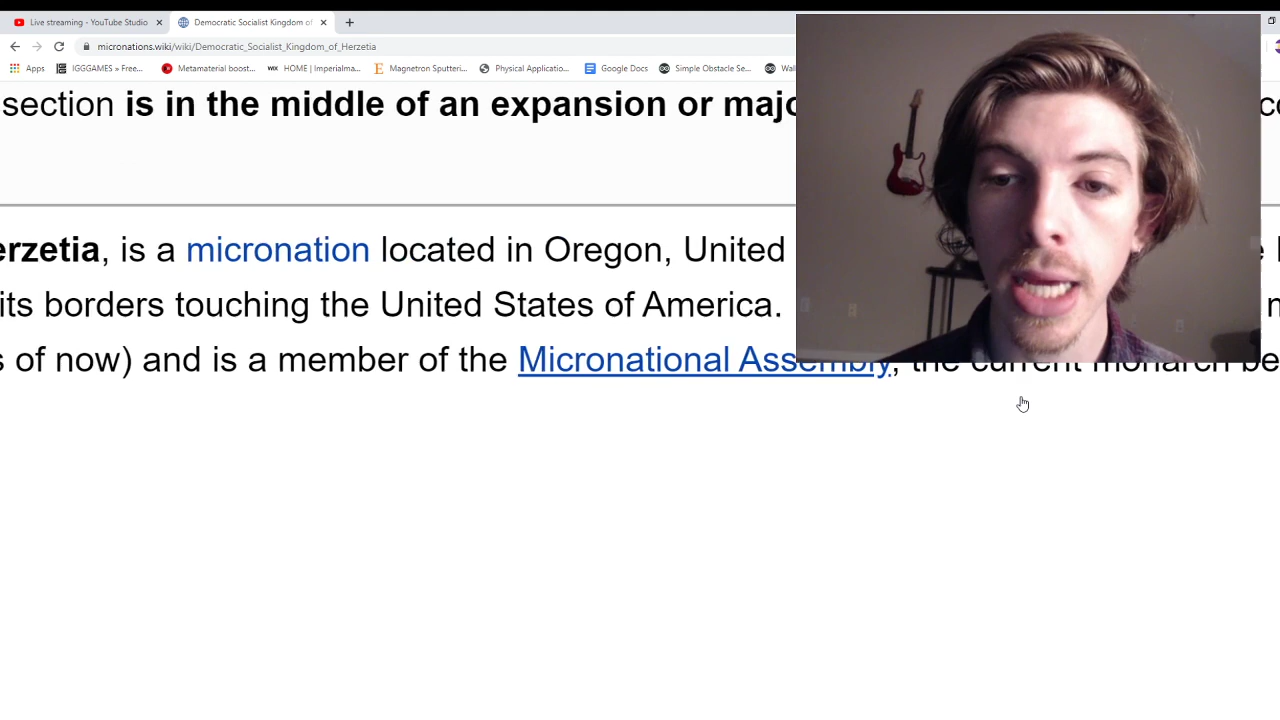 Live streaming - YouTube Studio
Democratic Socialist Kingdom of
micronations.wiki/wiki/Democratic_Socialist_Kingdom_of_Herzetia
Apps IGGGAMES » Free... Metamaterial boost... WIX HOME | Imperialma... E Magnetron Sputteri... Physical Applicatio... Google Docs Simple Obstacle Se... Wal
section is in the middle of an expansion or majo
erzetia, is a micronation located in Oregon, United
its borders touching the United States of America.
s of now) and is a member of the Micronational Assembly, the current monarch be